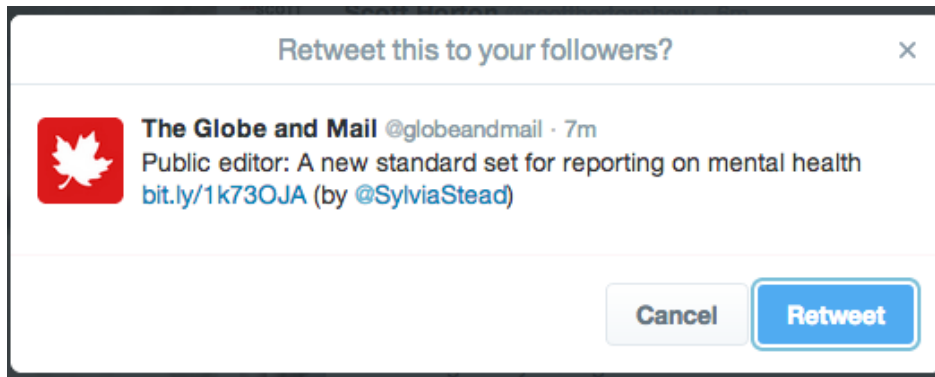 Retweet this to your followers?
×
The Globe and Mail @globeandmail · 7m
Public editor: A new standard set for reporting on mental health
bit.ly/1k73OJA (by @SylviaStead)
Cancel
Retweet